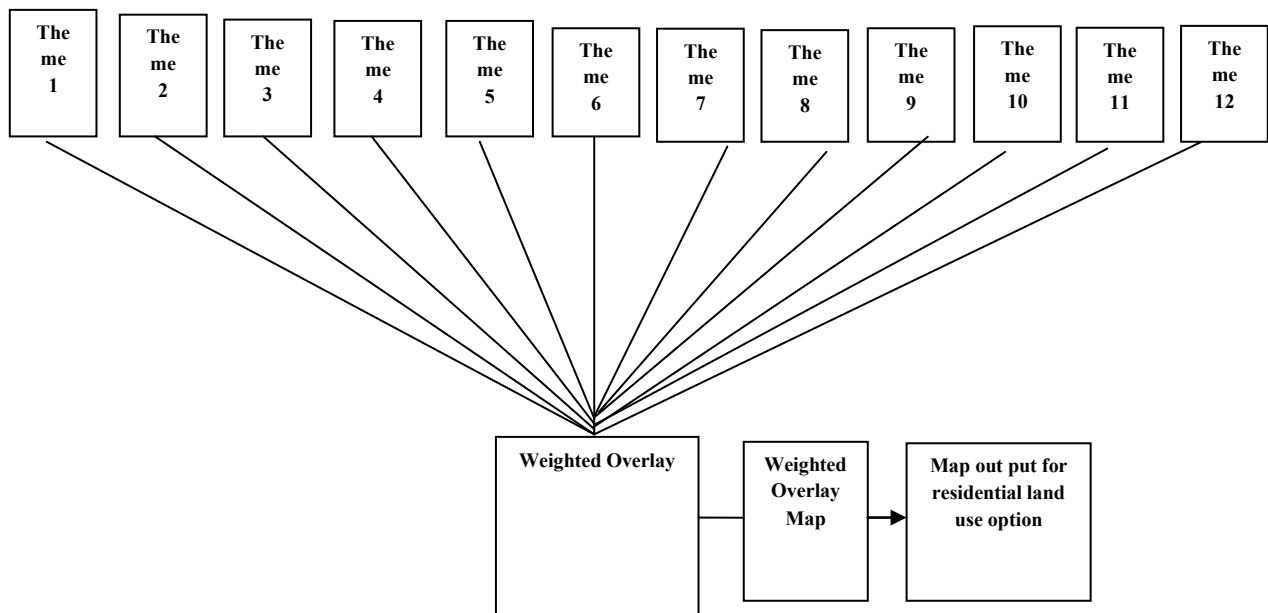 The
me
1
The
me
2
The
me
3
The
me
4
The
me
5
The
me
6
The
me
7
The
me
8
The
me
9
The
me
10
The
me
11
The
me
12
Weighted Overlay
Weighted
Overlay
Map
Map out put for
residential land
use option